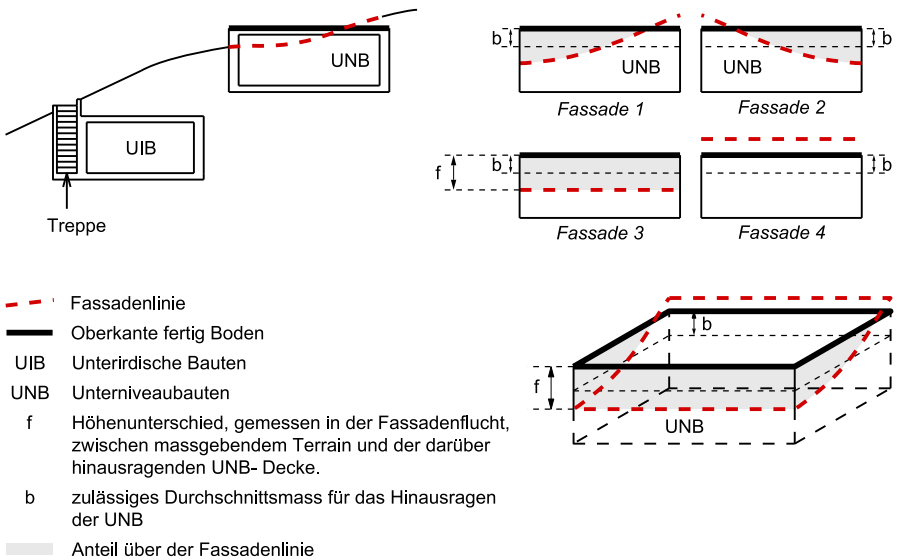 UNB
UIB
Treppe
b
UNB
Fassade 1
b
UNB
Fassade 2
f
b
Fassade 3
b
Fassade 4
Fassadenlinie
Oberkante fertig Boden
UIB Unterirdische Bauten
UNB Unterniveaubauten
f Höhenunterschied, gemessen in der Fassadenflucht,
zwischen massgebendem Terrain und der darüber
hinausragenden UNB- Decke.
b zulässiges Durchschnittsmass für das Hinausragen
der UNB
Anteil über der Fassadenlinie
b
f
UNB